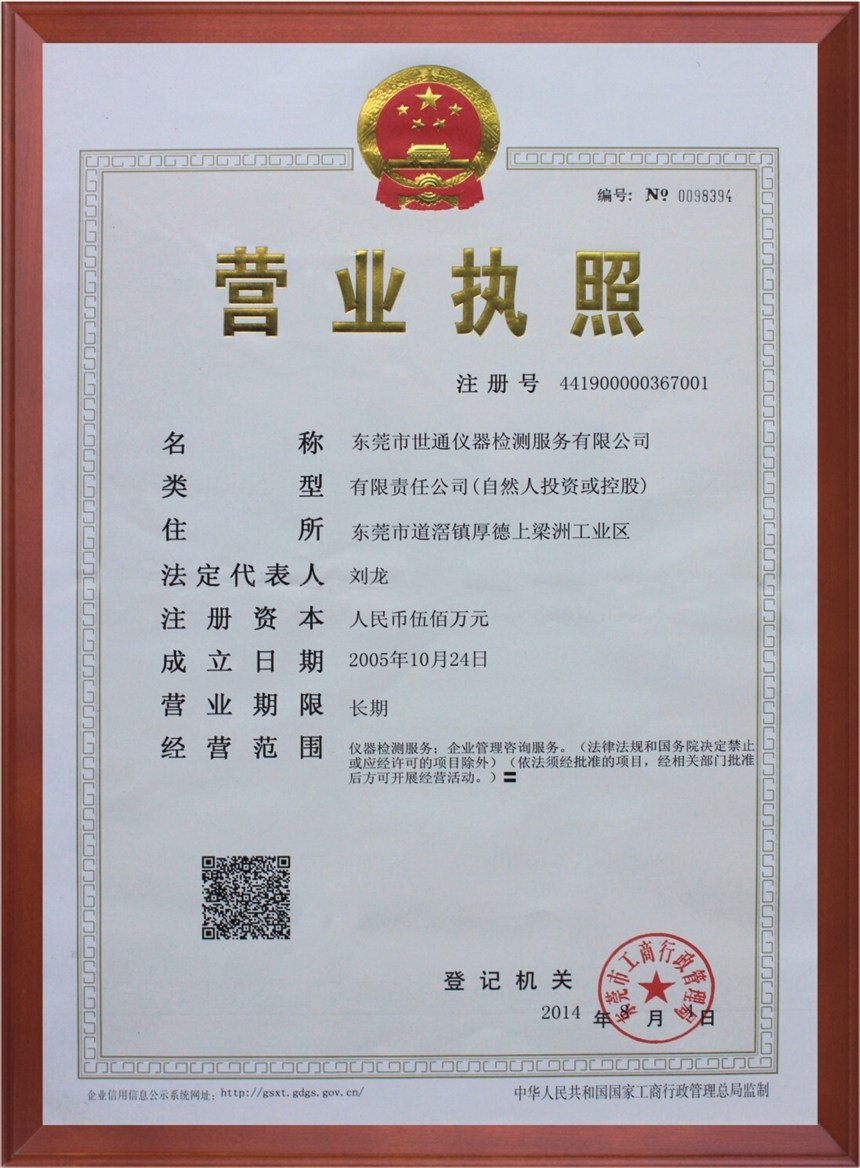 编号: № 0098394
营业执照
注册号 441900000367001
名称 东莞市世通仪器检测服务有限公司
类型 有限责任公司(自然人投资或控股)
住所 东莞市道滘镇厚德上梁洲工业区
法定代表人 刘龙
注册资本 人民币伍佰万元
成立日期 2005年10月24日
营业期限 长期
经营范围 仪器检测服务；企业管理咨询服务。（法律法规和国务院决定禁止
或应经许可的项目除外）（依法须经批准的项目，经相关部门批准
后方可开展经营活动。）〓
登记机关
东莞市工商行政管理局
2014 年 8 月 1 日
企业信用信息公示系统网址：http://gsxt.gdgs.gov.cn/
中华人民共和国国家工商行政管理总局监制